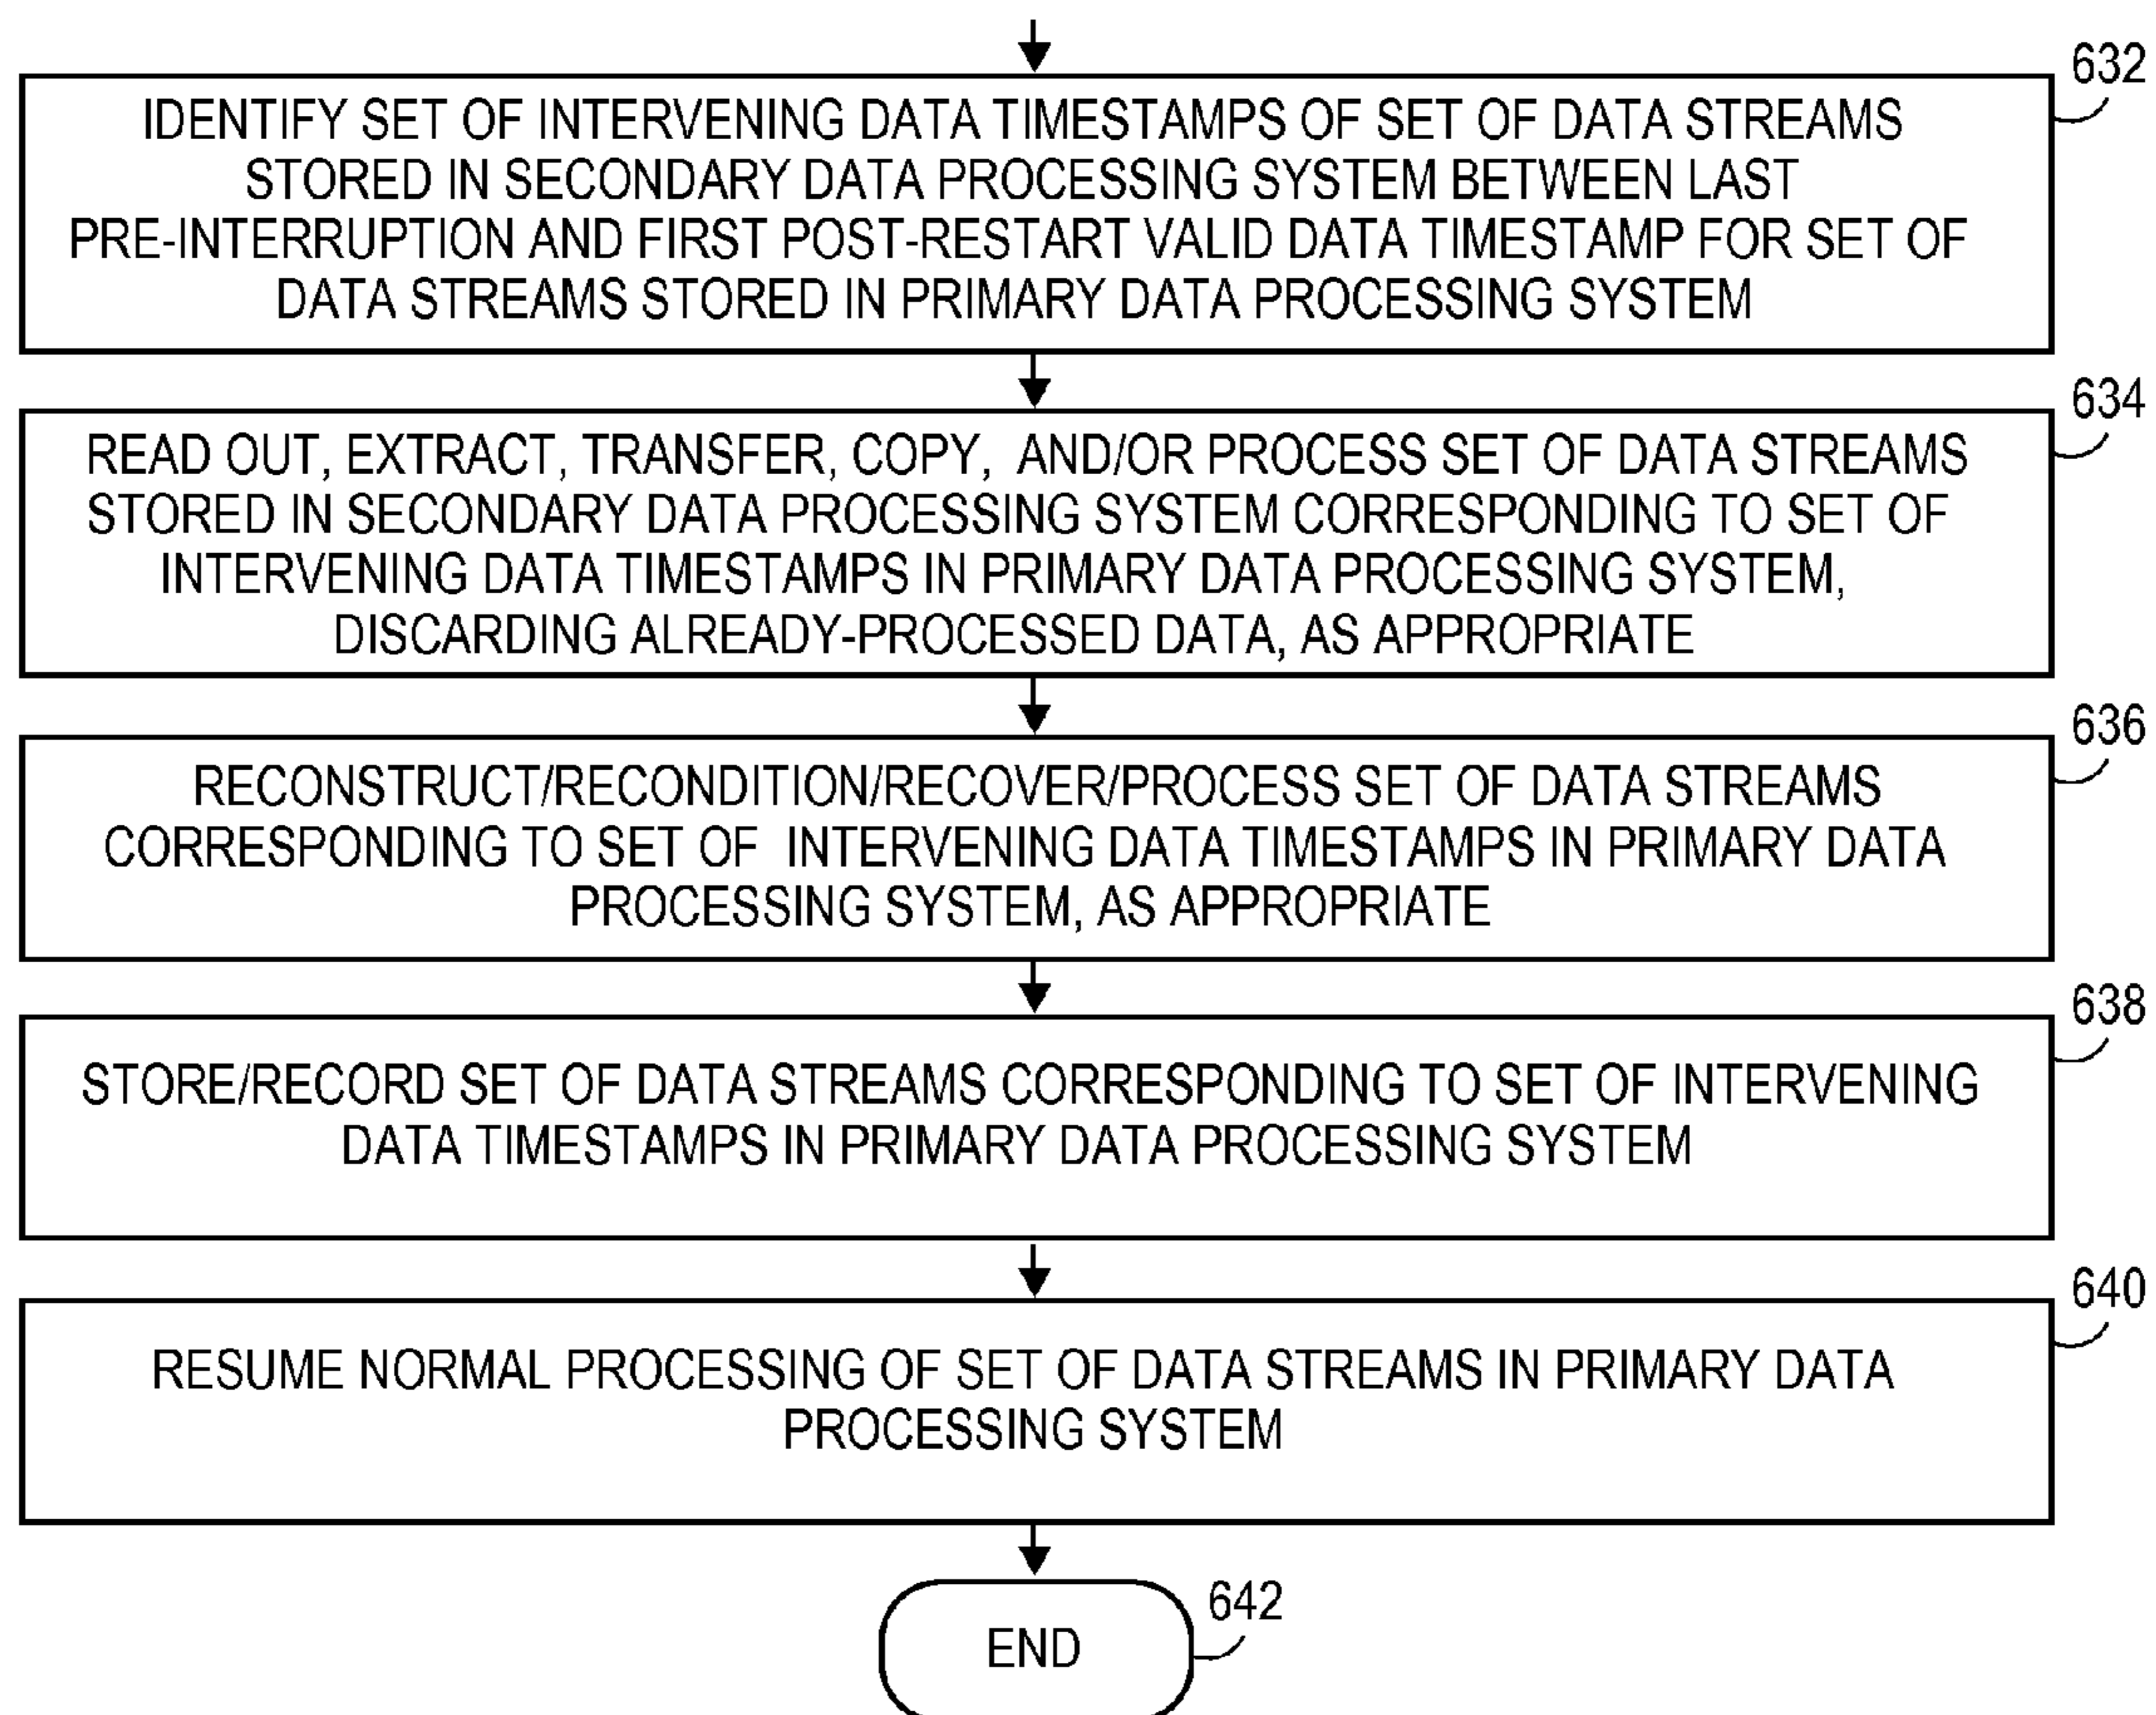 632
IDENTIFY SET OF INTERVENING DATA TIMESTAMPS OF SET OF DATA STREAMS
STORED IN SECONDARY DATA PROCESSING SYSTEM BETWEEN LAST
PRE-INTERRUPTION AND FIRST POST-RESTART VALID DATA TIMESTAMP FOR SET OF
DATA STREAMS STORED IN PRIMARY DATA PROCESSING SYSTEM
634
READ OUT, EXTRACT, TRANSFER, COPY, AND/OR PROCESS SET OF DATA STREAMS
STORED IN SECONDARY DATA PROCESSING SYSTEM CORRESPONDING TO SET OF
INTERVENING DATA TIMESTAMPS IN PRIMARY DATA PROCESSING SYSTEM,
DISCARDING ALREADY-PROCESSED DATA, AS APPROPRIATE
636
RECONSTRUCT/RECONDITION/RECOVER/PROCESS SET OF DATA STREAMS
CORRESPONDING TO SET OF INTERVENING DATA TIMESTAMPS IN PRIMARY DATA
PROCESSING SYSTEM, AS APPROPRIATE
638
STORE/RECORD SET OF DATA STREAMS CORRESPONDING TO SET OF INTERVENING
DATA TIMESTAMPS IN PRIMARY DATA PROCESSING SYSTEM
640
RESUME NORMAL PROCESSING OF SET OF DATA STREAMS IN PRIMARY DATA
PROCESSING SYSTEM
642
END